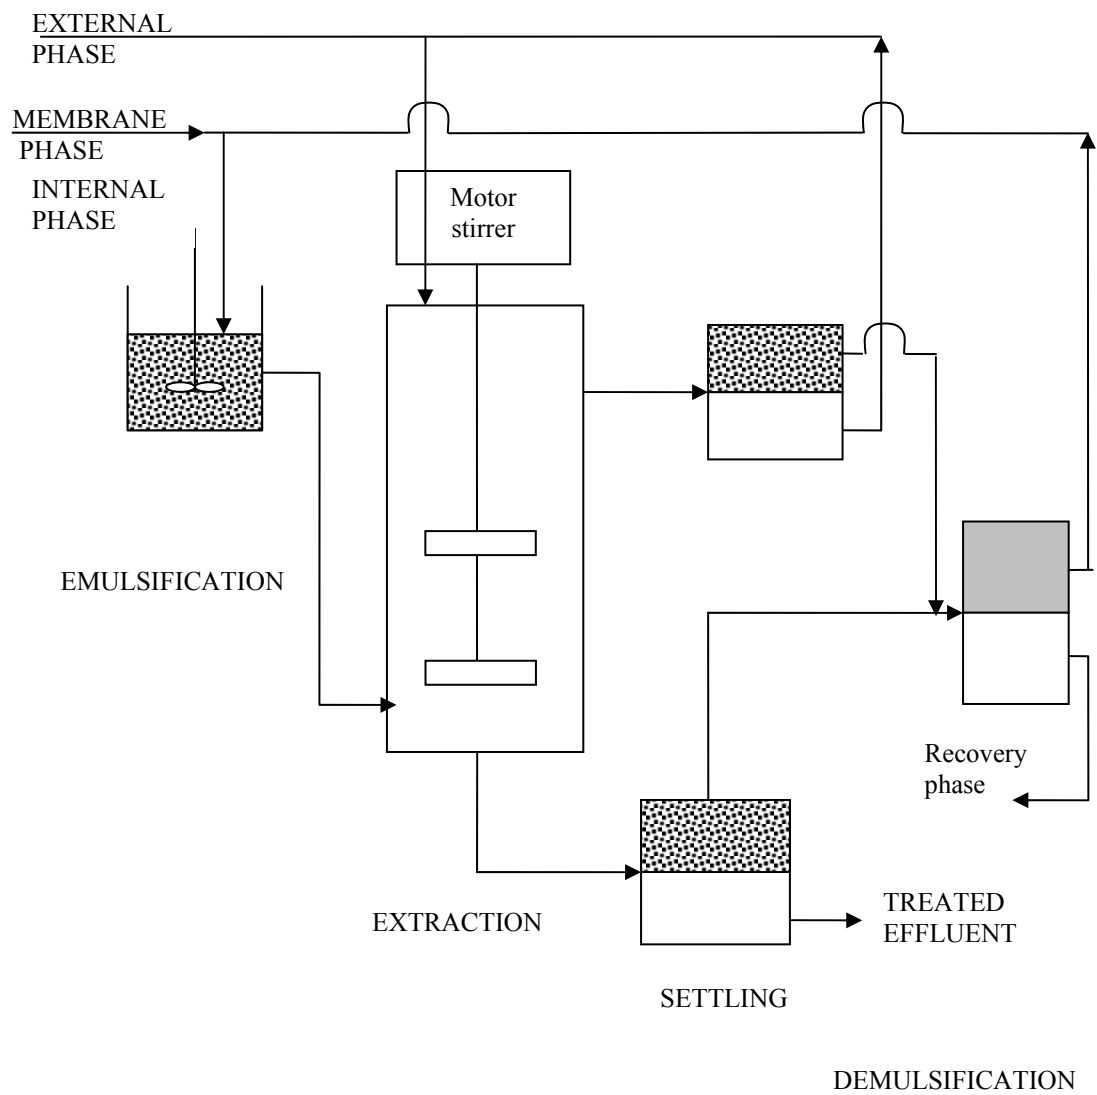 EXTERNAL
PHASE
MEMBRANE
PHASE
INTERNAL
PHASE
Motor
stirrer
EMULSIFICATION
Recovery
phase
TREATED
EFFLUENT
EXTRACTION
SETTLING
DEMULSIFICATION